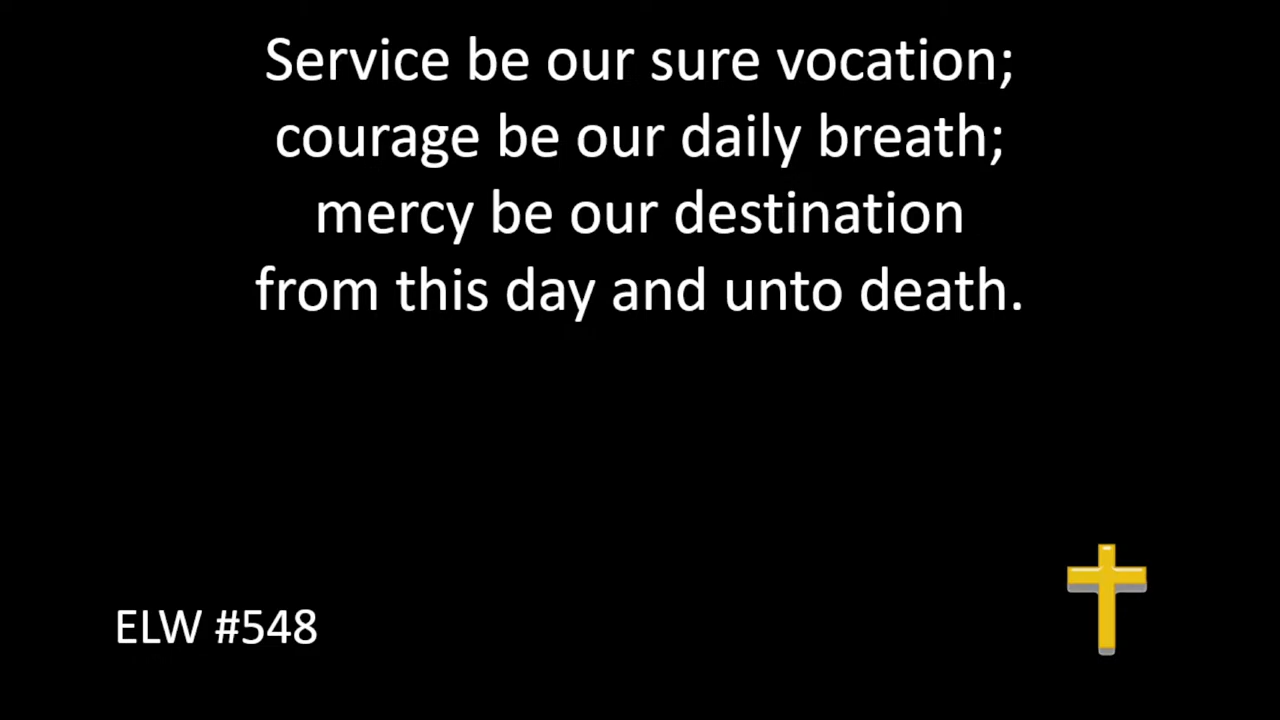 Service be our sure vocation;
courage be our daily breath;
mercy be our destination
from this day and unto death.
ELW #548